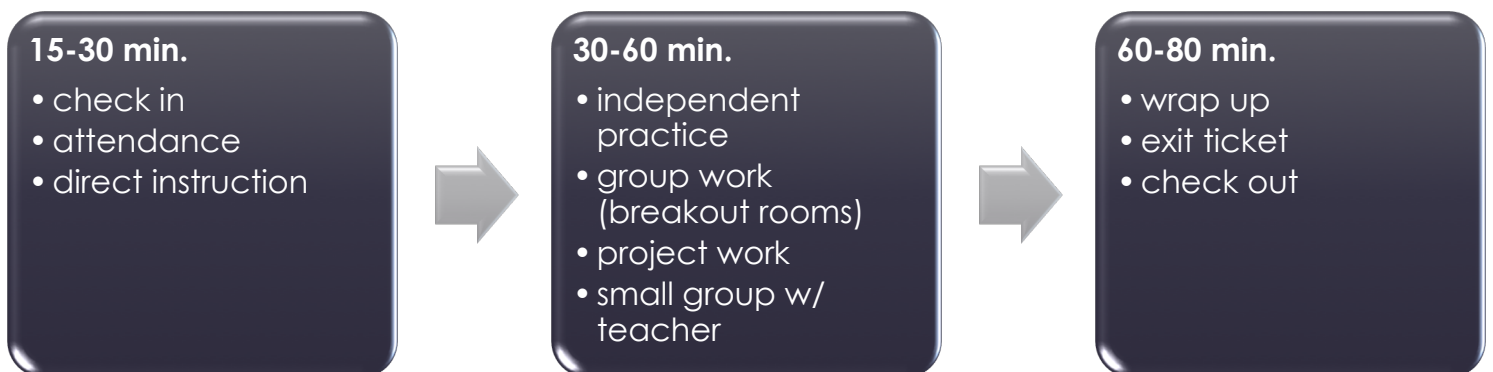 15-30 min.
• check in
• attendance
• direct instruction
30-60 min.
• independent
practice
• group work
(breakout rooms)
• project work
• small group w/
teacher
60-80 min.
• wrap up
• exit ticket
• check out